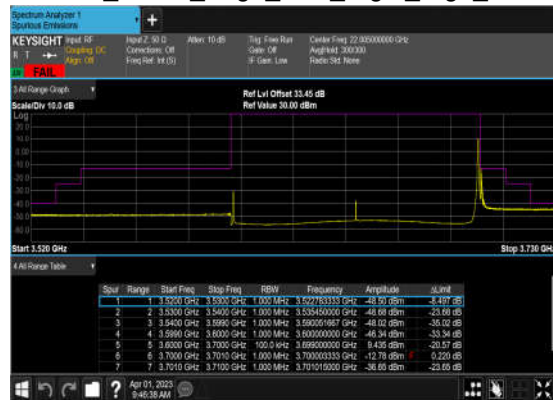 Spectrum Analyzer 1
Spurious Emissions
+
KEYSIGHT Input: RF Input Z: 50 Ω Atten: 10 dB Trig: Free Run Center Freq: 22.005000000 GHz
R T Coupling: DC Corrections: Off Gate: Off Avg|Hold: 300/300
Align: Off Freq Ref: Int (S) IF Gain: Low Radio Std: None
FAIL
3 All Range Graph
Ref Lvl Offset 33.45 dB
Scale/Div 10.0 dB Ref Value 30.00 dBm
Log
Start 3.520 GHz Stop 3.730 GHz
4 All Range Table
Spur Range Start Freq Stop Freq RBW Frequency Amplitude ΔLimit
1 1 3.5200 GHz 3.5300 GHz 1.000 MHz 3.522783333 GHz -48.50 dBm -8.497 dB
2 2 3.5300 GHz 3.5400 GHz 1.000 MHz 3.535450000 GHz -48.68 dBm -23.68 dB
3 3 3.5400 GHz 3.5990 GHz 1.000 MHz 3.590051667 GHz -48.02 dBm -35.02 dB
4 4 3.5990 GHz 3.6000 GHz 1.000 MHz 3.600000000 GHz -46.34 dBm -33.34 dB
5 5 3.6000 GHz 3.7000 GHz 100.0 kHz 3.699000000 GHz 9.435 dBm -20.57 dB
6 6 3.7000 GHz 3.7010 GHz 1.000 MHz 3.700003333 GHz -12.78 dBm 0.220 dB
7 7 3.7010 GHz 3.7100 GHz 1.000 MHz 3.701015000 GHz -36.65 dBm -23.65 dB
? Apr 01, 2023
9:46:38 AM